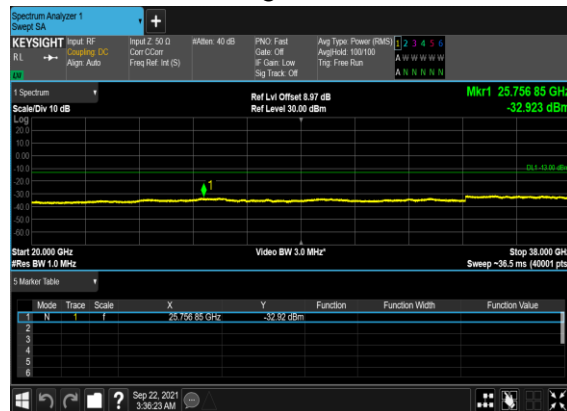 Spectrum Analyzer 1
Swept SA
+
KEYSIGHT Input: RF Input Z: 50 Ω #Atten: 40 dB PNO: Fast Avg Type: Power (RMS) 1 2 3 4 5 6
RL Coupling: DC Corr CCorr Gate: Off Avg|Hold: 100/100 A W W W W W
Align: Auto Freq Ref: Int (S) IF Gain: Low Trig: Free Run
Sig Track: Off A N N N N N
1 Spectrum Ref Lvl Offset 8.97 dB Mkr1 25.756 85 GHz
Scale/Div 10 dB Ref Level 30.00 dBm -32.923 dBm
Log
20.0
10.0
0.00
-10.0
DL1 -13.00 dBm
-20.0
1
-30.0
-40.0
-50.0
-60.0
Start 20.000 GHz Video BW 3.0 MHz* Stop 38.000 GHz
#Res BW 1.0 MHz Sweep ~36.5 ms (40001 pts)
5 Marker Table
Mode Trace Scale X Y Function Function Width Function Value
1 N 1 f 25.756 85 GHz -32.92 dBm
2
3
4
5
6
? Sep 22, 2021
3:36:23 AM